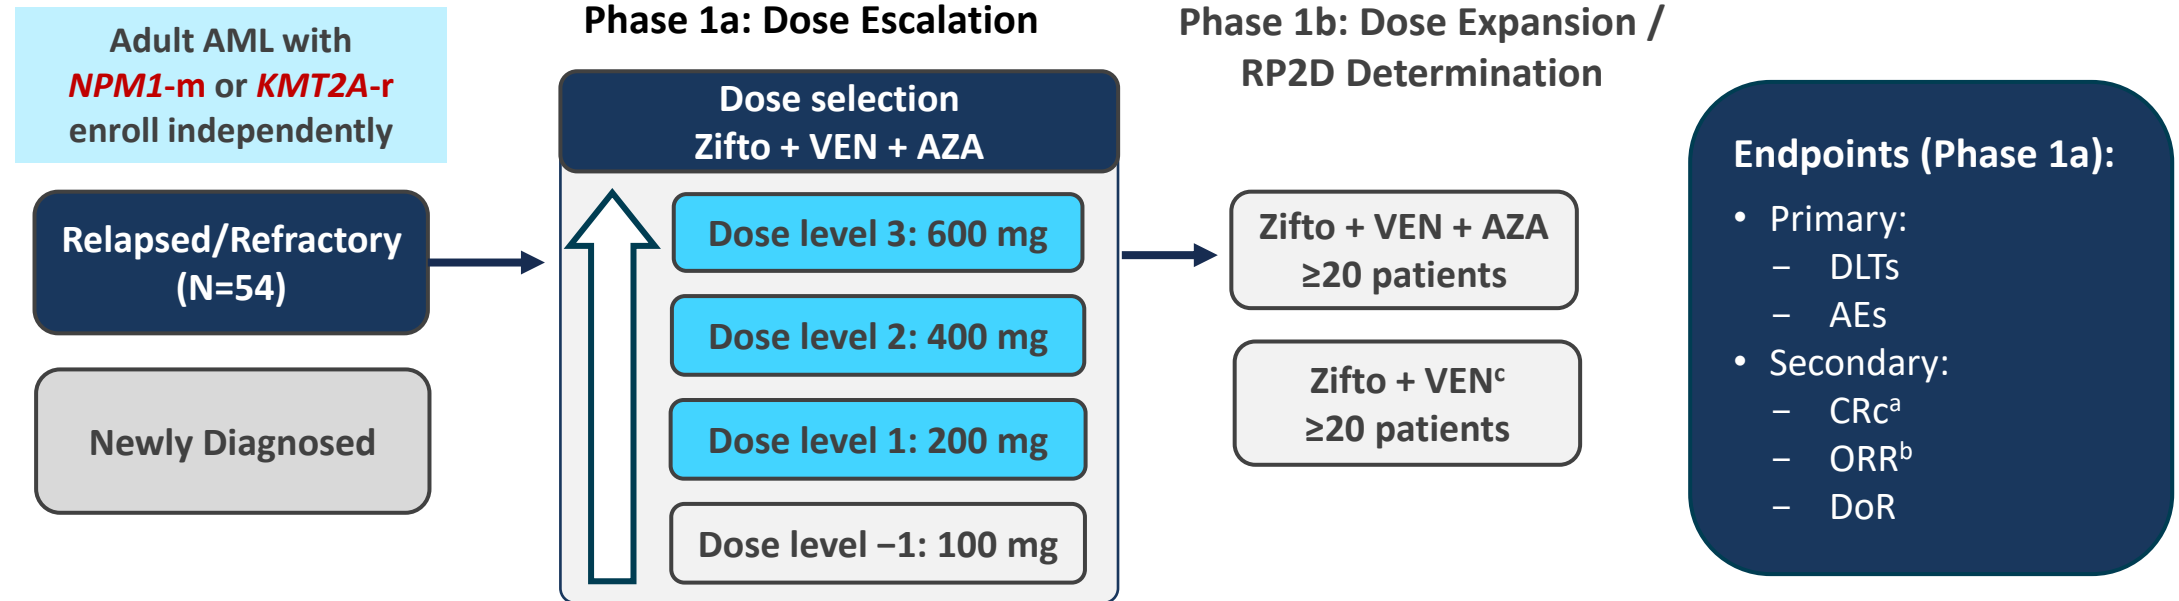 Adult AML with
NPM1-m or KMT2A-r
enroll independently
Relapsed/Refractory
(N=54)
Newly Diagnosed
Phase 1a: Dose Escalation
Dose selection
Zifto + VEN + AZA
Dose level 3: 600 mg
Dose level 2: 400 mg
Dose level 1: 200 mg
Dose level −1: 100 mg
Phase 1b: Dose Expansion /
RP2D Determination
Zifto + VEN + AZA
≥20 patients
Zifto + VENᶜ
≥20 patients
Endpoints (Phase 1a):
• Primary:
− DLTs
− AEs
• Secondary:
− CRcᵃ
− ORRᵇ
− DoR